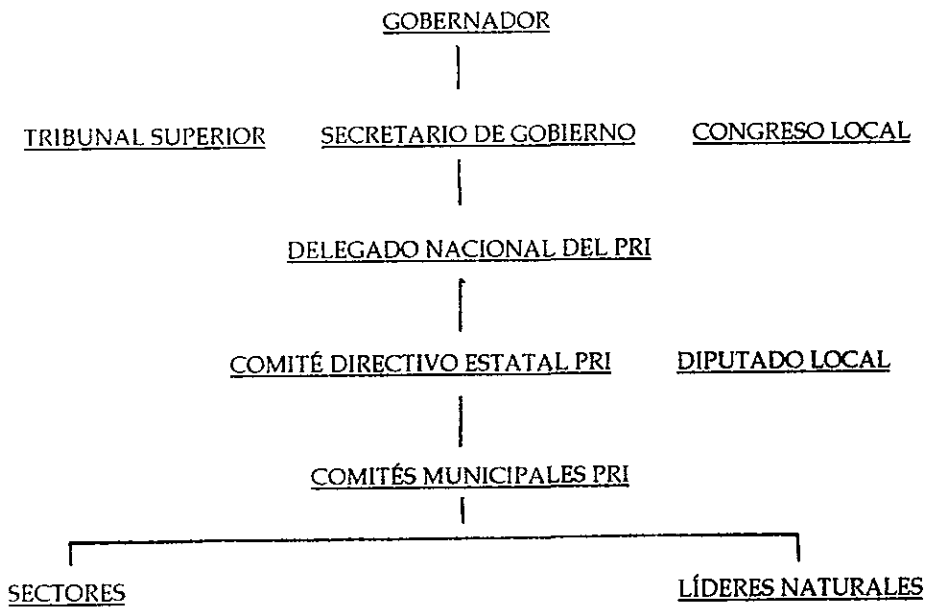 GOBERNADOR
TRIBUNAL SUPERIOR SECRETARIO DE GOBIERNO CONGRESO LOCAL
DELEGADO NACIONAL DEL PRI
COMITÉ DIRECTIVO ESTATAL PRI DIPUTADO LOCAL
COMITÉS MUNICIPALES PRI
SECTORES LÍDERES NATURALES